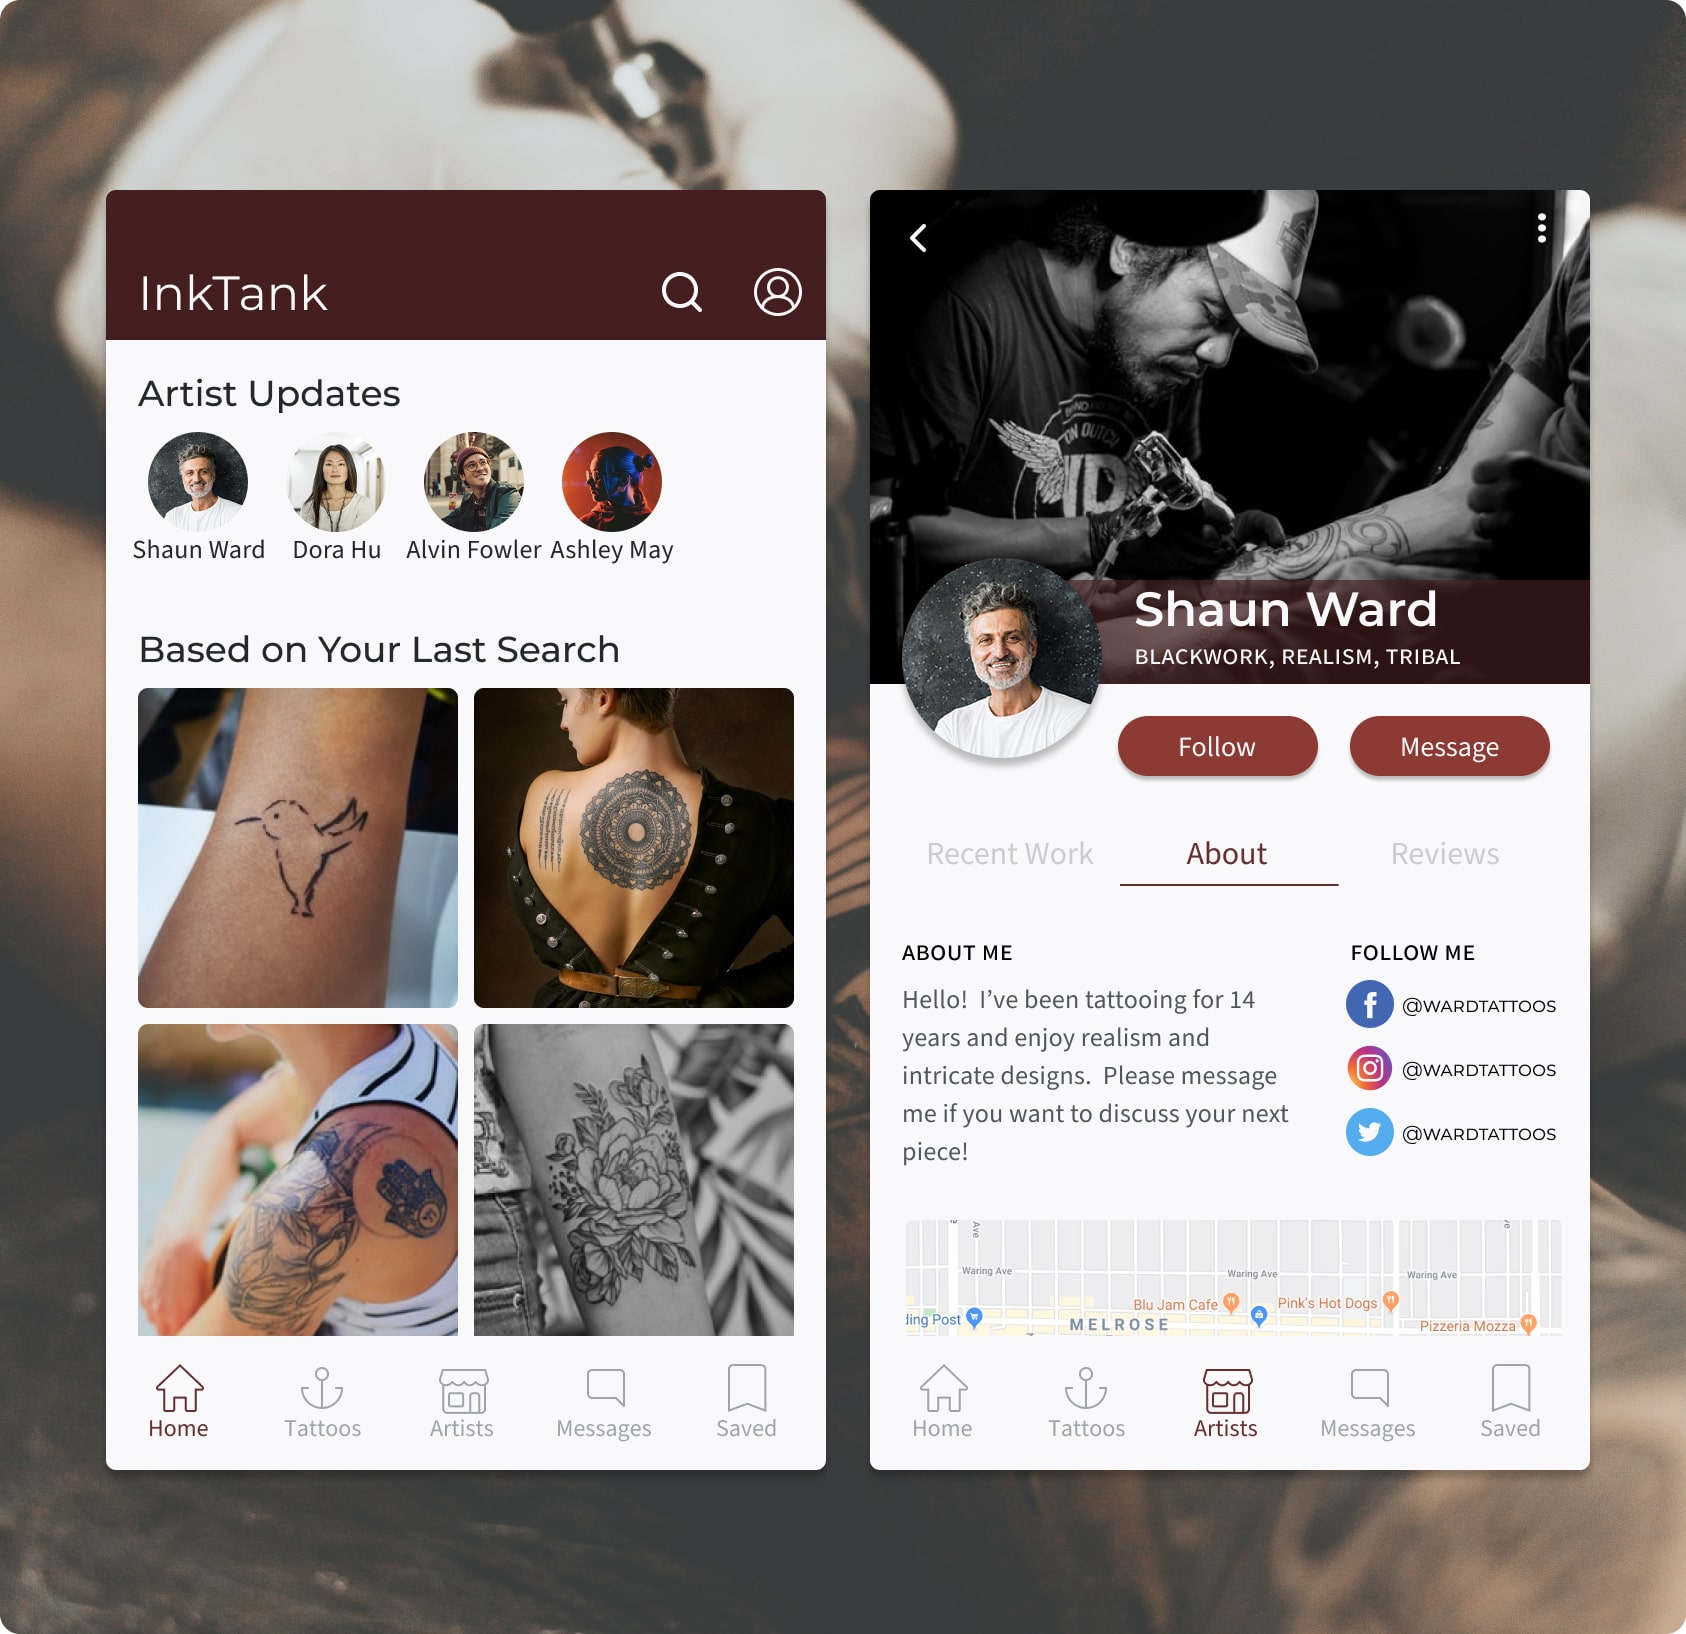 InkTank
Artist Updates
Shaun Ward
Dora Hu
Alvin Fowler
Ashley May
Based on Your Last Search
Home
Tattoos
Artists
Messages
Saved
ON DUTCH
Shaun Ward
BLACKWORK, REALISM, TRIBAL
Follow
Message
Recent Work
About
Reviews
ABOUT ME
Hello!  I’ve been tattooing for 14
years and enjoy realism and
intricate designs.  Please message
me if you want to discuss your next
piece!
FOLLOW ME
@WARDTATTOOS
@WARDTATTOOS
@WARDTATTOOS
Ave
Waring Ave
Waring Ave
Waring Ave
Blu Jam Cafe
Pink's Hot Dogs
ding Post
MELROSE
Pizzeria Mozza
Home
Tattoos
Artists
Messages
Saved